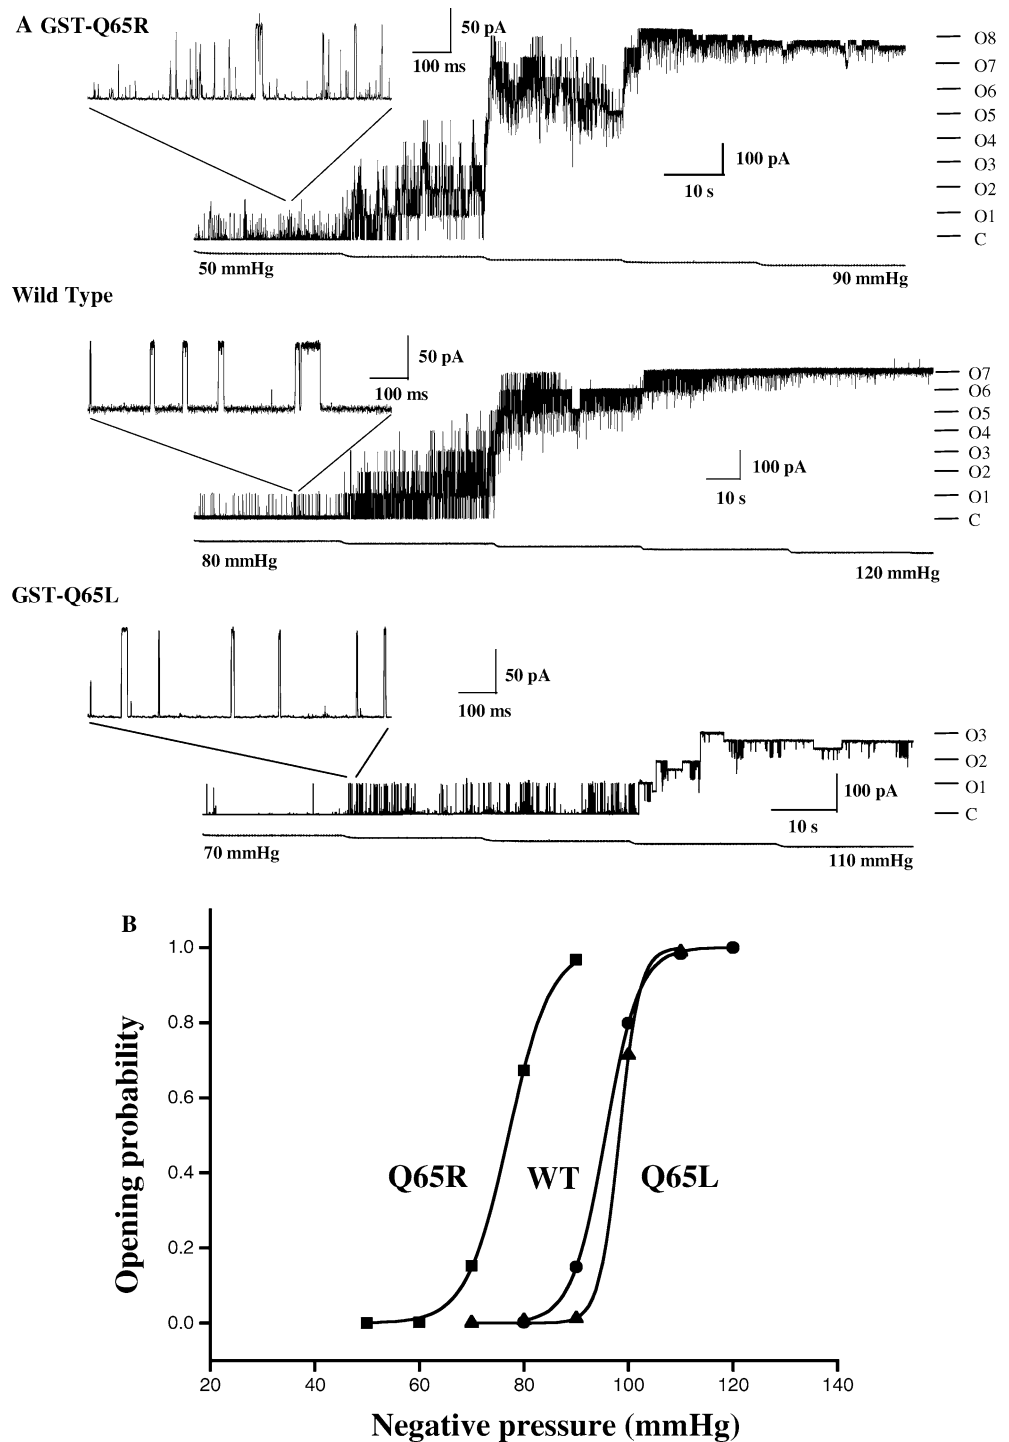 A GST-Q65R
50 pA
100 ms
O8
O7
O6
O5
O4
O3
O2
O1
C
100 pA
10 s
50 mmHg
90 mmHg
Wild Type
50 pA
100 ms
O7
O6
O5
O4
O3
O2
O1
C
100 pA
10 s
80 mmHg
120 mmHg
GST-Q65L
50 pA
100 ms
O3
O2
O1
C
100 pA
10 s
70 mmHg
110 mmHg
B
1.0
0.8
0.6
0.4
0.2
0.0
Opening probability
Q65R
WT
Q65L
20
40
60
80
100
120
140
Negative pressure (mmHg)